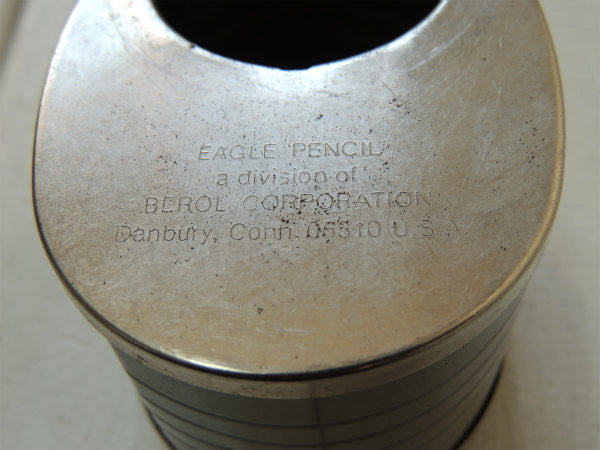 EAGLE PENCIL
a division of
BEROL CORPORATION
Danbury, Conn. 06810 U.S.A.